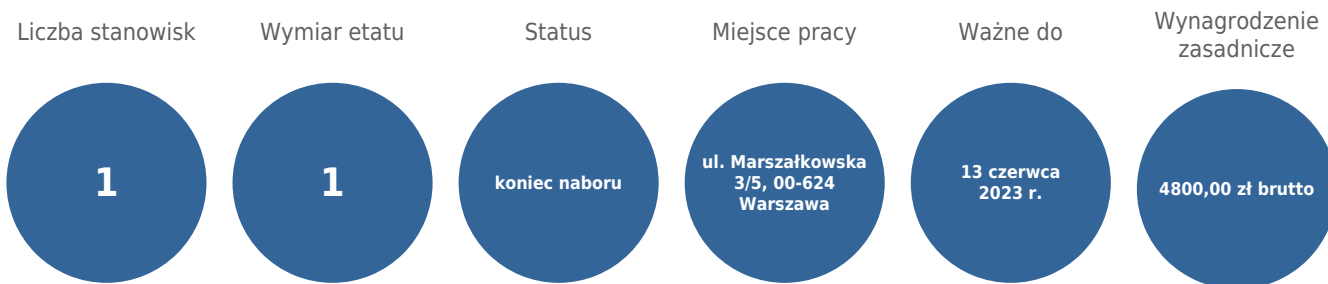 Liczba stanowisk
1
Wymiar etatu
1
Status
koniec naboru
Miejsce pracy
ul. Marszałkowska
3/5, 00-624
Warszawa
Ważne do
13 czerwca
2023 r.
Wynagrodzenie
zasadnicze
4800,00 zł brutto